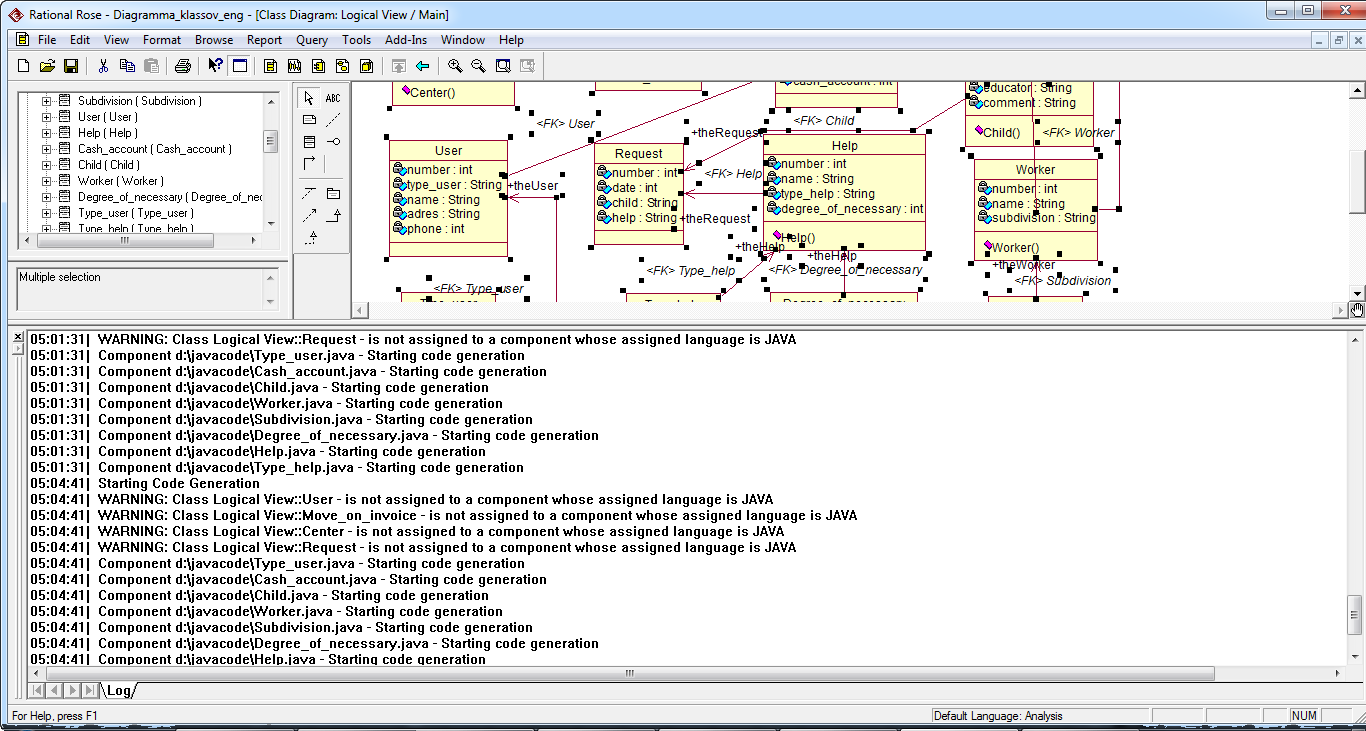 Rational Rose - Diagramma_klassov_eng - [Class Diagram: Logical View / Main]
File Edit View Format Browse Report Query Tools Add-Ins Window Help
Subdivision ( Subdivision )
User ( User )
Help ( Help )
Cash_account ( Cash_account )
Child ( Child )
Worker ( Worker )
Degree_of_necessary ( Degree_of_nec
Type_user ( Type_user )
Type_help ( Type_help )
Multiple selection
ABC
Center()
<FK> User
User
number : int
type_user : String
name : String
adres : String
phone : int
+theUser
<FK> Type_user
Request
number : int
date : int
child : String
help : String
+theRequest
<FK> Help
+theRequest
cash_account : int
<FK> Child
Help
number : int
name : String
type_help : String
degree_of_necessary : int
Help()
+theHelp
+theHelp
<FK> Type_help
<FK> Degree_of_necessary
educator : String
comment : String
Child()
<FK> Worker
Worker
number : int
name : String
subdivision : String
Worker()
+theWorker
<FK> Subdivision
05:01:31| WARNING: Class Logical View::Request - is not assigned to a component whose assigned language is JAVA
05:01:31| Component d:\javacode\Type_user.java - Starting code generation
05:01:31| Component d:\javacode\Cash_account.java - Starting code generation
05:01:31| Component d:\javacode\Child.java - Starting code generation
05:01:31| Component d:\javacode\Worker.java - Starting code generation
05:01:31| Component d:\javacode\Subdivision.java - Starting code generation
05:01:31| Component d:\javacode\Degree_of_necessary.java - Starting code generation
05:01:31| Component d:\javacode\Help.java - Starting code generation
05:01:31| Component d:\javacode\Type_help.java - Starting code generation
05:04:41| Starting Code Generation
05:04:41| WARNING: Class Logical View::User - is not assigned to a component whose assigned language is JAVA
05:04:41| WARNING: Class Logical View::Move_on_invoice - is not assigned to a component whose assigned language is JAVA
05:04:41| WARNING: Class Logical View::Center - is not assigned to a component whose assigned language is JAVA
05:04:41| WARNING: Class Logical View::Request - is not assigned to a component whose assigned language is JAVA
05:04:41| Component d:\javacode\Type_user.java - Starting code generation
05:04:41| Component d:\javacode\Cash_account.java - Starting code generation
05:04:41| Component d:\javacode\Child.java - Starting code generation
05:04:41| Component d:\javacode\Worker.java - Starting code generation
05:04:41| Component d:\javacode\Subdivision.java - Starting code generation
05:04:41| Component d:\javacode\Degree_of_necessary.java - Starting code generation
05:04:41| Component d:\javacode\Help.java - Starting code generation
Log
For Help, press F1
Default Language: Analysis
NUM